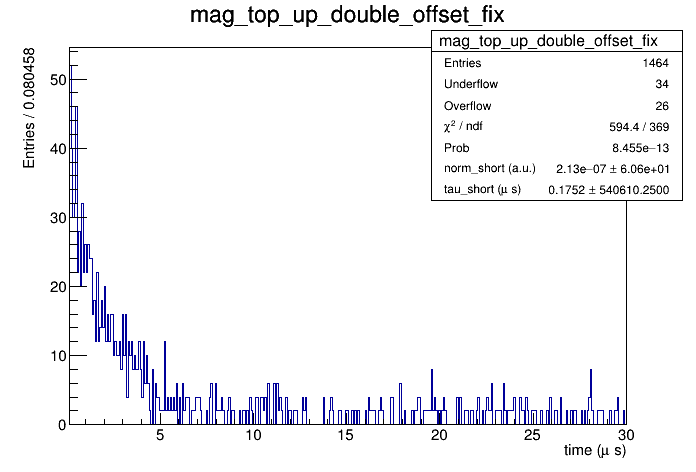 mag_top_up_double_offset_fix
mag_top_up_double_offset_fix
Entries 1464
Underflow 34
Overflow 26
χ² / ndf 594.4 / 369
Prob 8.455e−13
norm_short (a.u.) 2.13e−07 ± 6.06e+01
tau_short (μ s) 0.1752 ± 540610.2500
Entries / 0.080458
50
40
30
20
10
0
5 10 15 20 25 30
time (μ s)